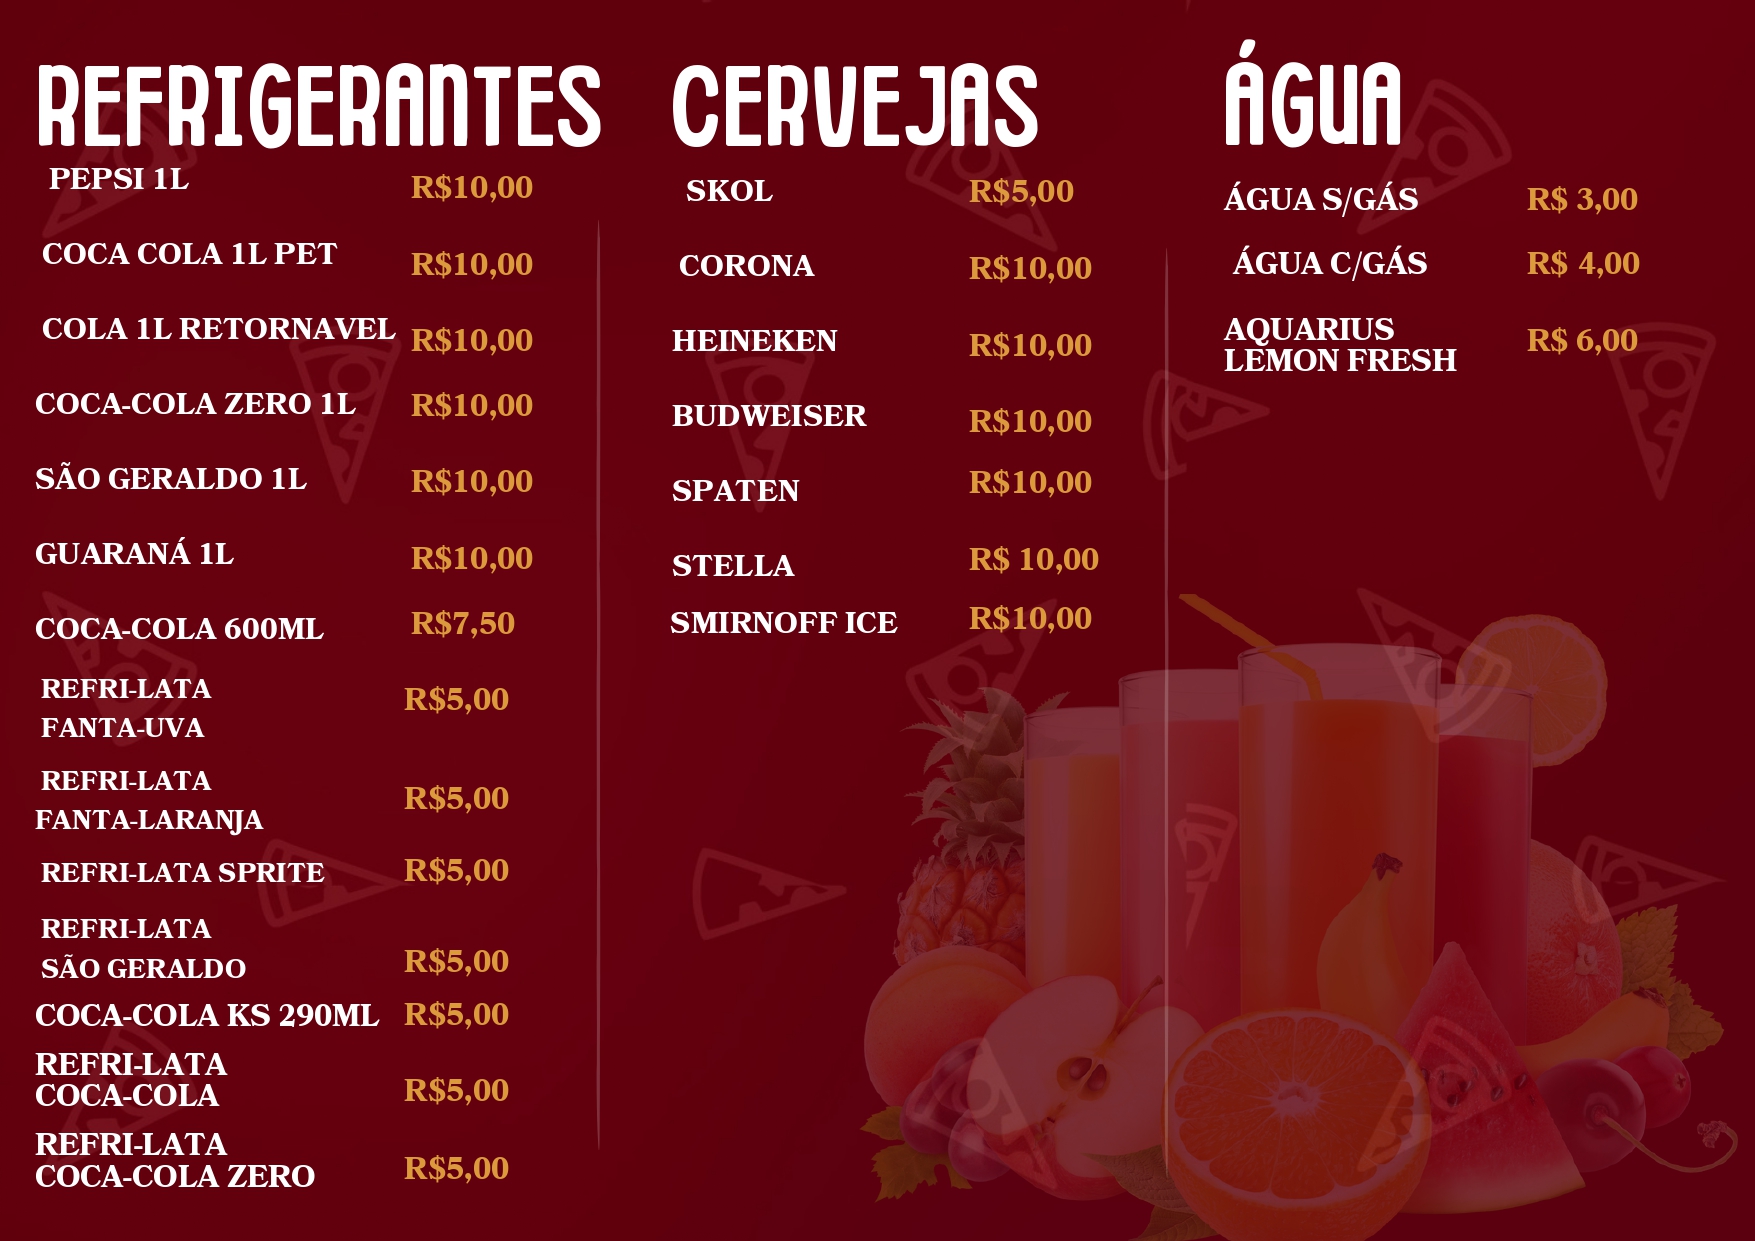 REFRIGERANTES
PEPSI 1L R$10,00
COCA COLA 1L PET R$10,00
COLA 1L RETORNAVEL R$10,00
COCA-COLA ZERO 1L R$10,00
SÃO GERALDO 1L R$10,00
GUARANÁ 1L R$10,00
COCA-COLA 600ML R$7,50
REFRI-LATA R$5,00
FANTA-UVA
REFRI-LATA R$5,00
FANTA-LARANJA
REFRI-LATA SPRITE R$5,00
REFRI-LATA
SÃO GERALDO R$5,00
COCA-COLA KS 290ML R$5,00
REFRI-LATA
COCA-COLA R$5,00
REFRI-LATA
COCA-COLA ZERO R$5,00
CERVEJAS
SKOL R$5,00
CORONA R$10,00
HEINEKEN R$10,00
BUDWEISER R$10,00
SPATEN R$10,00
STELLA R$ 10,00
SMIRNOFF ICE R$10,00
ÁGUA
ÁGUA S/GÁS R$ 3,00
ÁGUA C/GÁS R$ 4,00
AQUARIUS R$ 6,00
LEMON FRESH